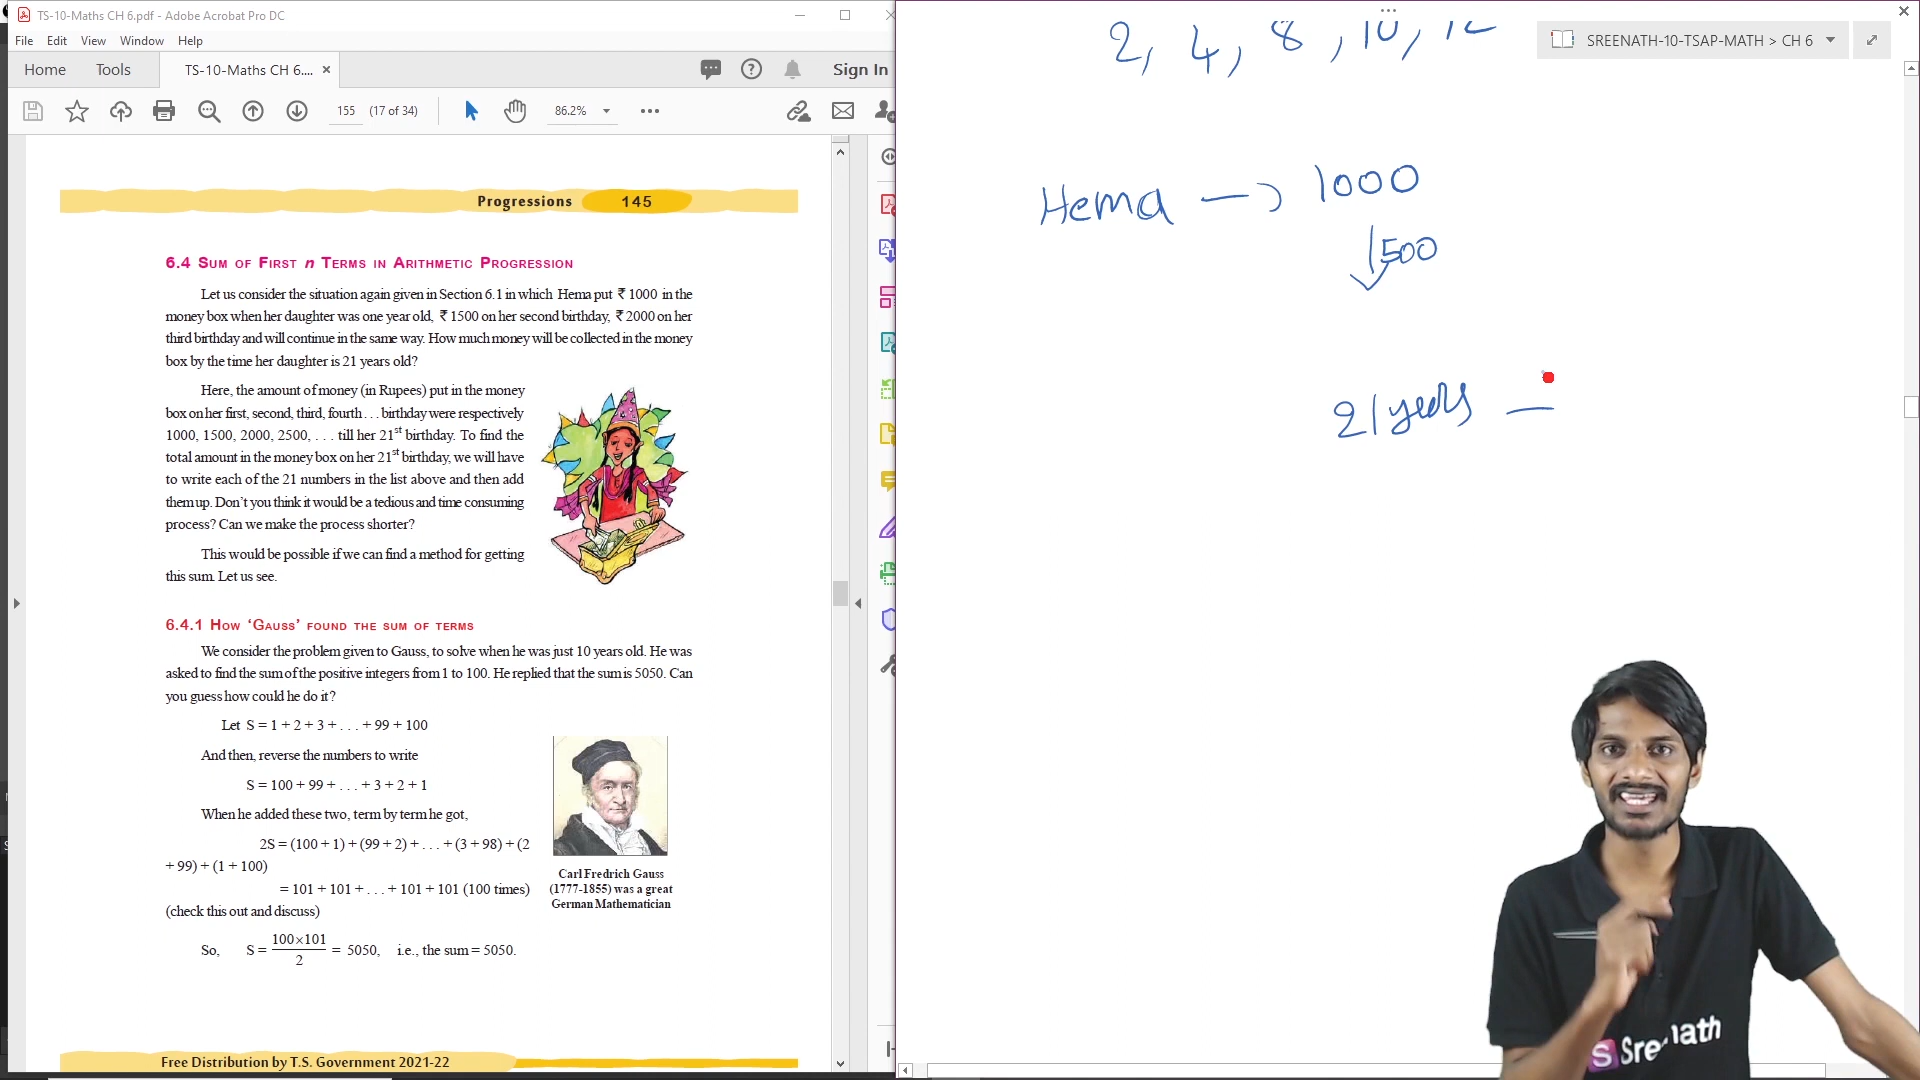 TS-10-Maths CH 6.pdf - Adobe Acrobat Pro DC
File Edit View Window Help
Home Tools TS-10-Maths CH 6.... × Sign In
155 (17 of 34) 86.2%
Progressions 145
6.4 SUM OF FIRST n TERMS IN ARITHMETIC PROGRESSION
Let us consider the situation again given in Section 6.1 in which Hema put ₹ 1000 in the
money box when her daughter was one year old, ₹ 1500 on her second birthday, ₹ 2000 on her
third birthday and will continue in the same way. How much money will be collected in the money
box by the time her daughter is 21 years old?
Here, the amount of money (in Rupees) put in the money
box on her first, second, third, fourth . . . birthday were respectively
1000, 1500, 2000, 2500, . . . till her 21st birthday. To find the
total amount in the money box on her 21st birthday, we will have
to write each of the 21 numbers in the list above and then add
them up. Don't you think it would be a tedious and time consuming
process? Can we make the process shorter?
This would be possible if we can find a method for getting
this sum. Let us see.
6.4.1 HOW 'GAUSS' FOUND THE SUM OF TERMS
We consider the problem given to Gauss, to solve when he was just 10 years old. He was
asked to find the sum of the positive integers from 1 to 100. He replied that the sum is 5050. Can
you guess how could he do it?
Let S = 1 + 2 + 3 + . . . + 99 + 100
And then, reverse the numbers to write
S = 100 + 99 + . . . + 3 + 2 + 1
When he added these two, term by term he got,
2S = (100 + 1) + (99 + 2) + . . . + (3 + 98) + (2
+ 99) + (1 + 100)
= 101 + 101 + . . . + 101 + 101 (100 times)
(check this out and discuss)
So, S = 100×101 / 2 = 5050, i.e., the sum = 5050.
Carl Fredrich Gauss
(1777-1855) was a great
German Mathematician
Free Distribution by T.S. Government 2021-22
SREENATH-10-TSAP-MATH > CH 6
2, 4, 8, 10, 12
Hema → 1000
↓ 500
21 years —
S Sreenath